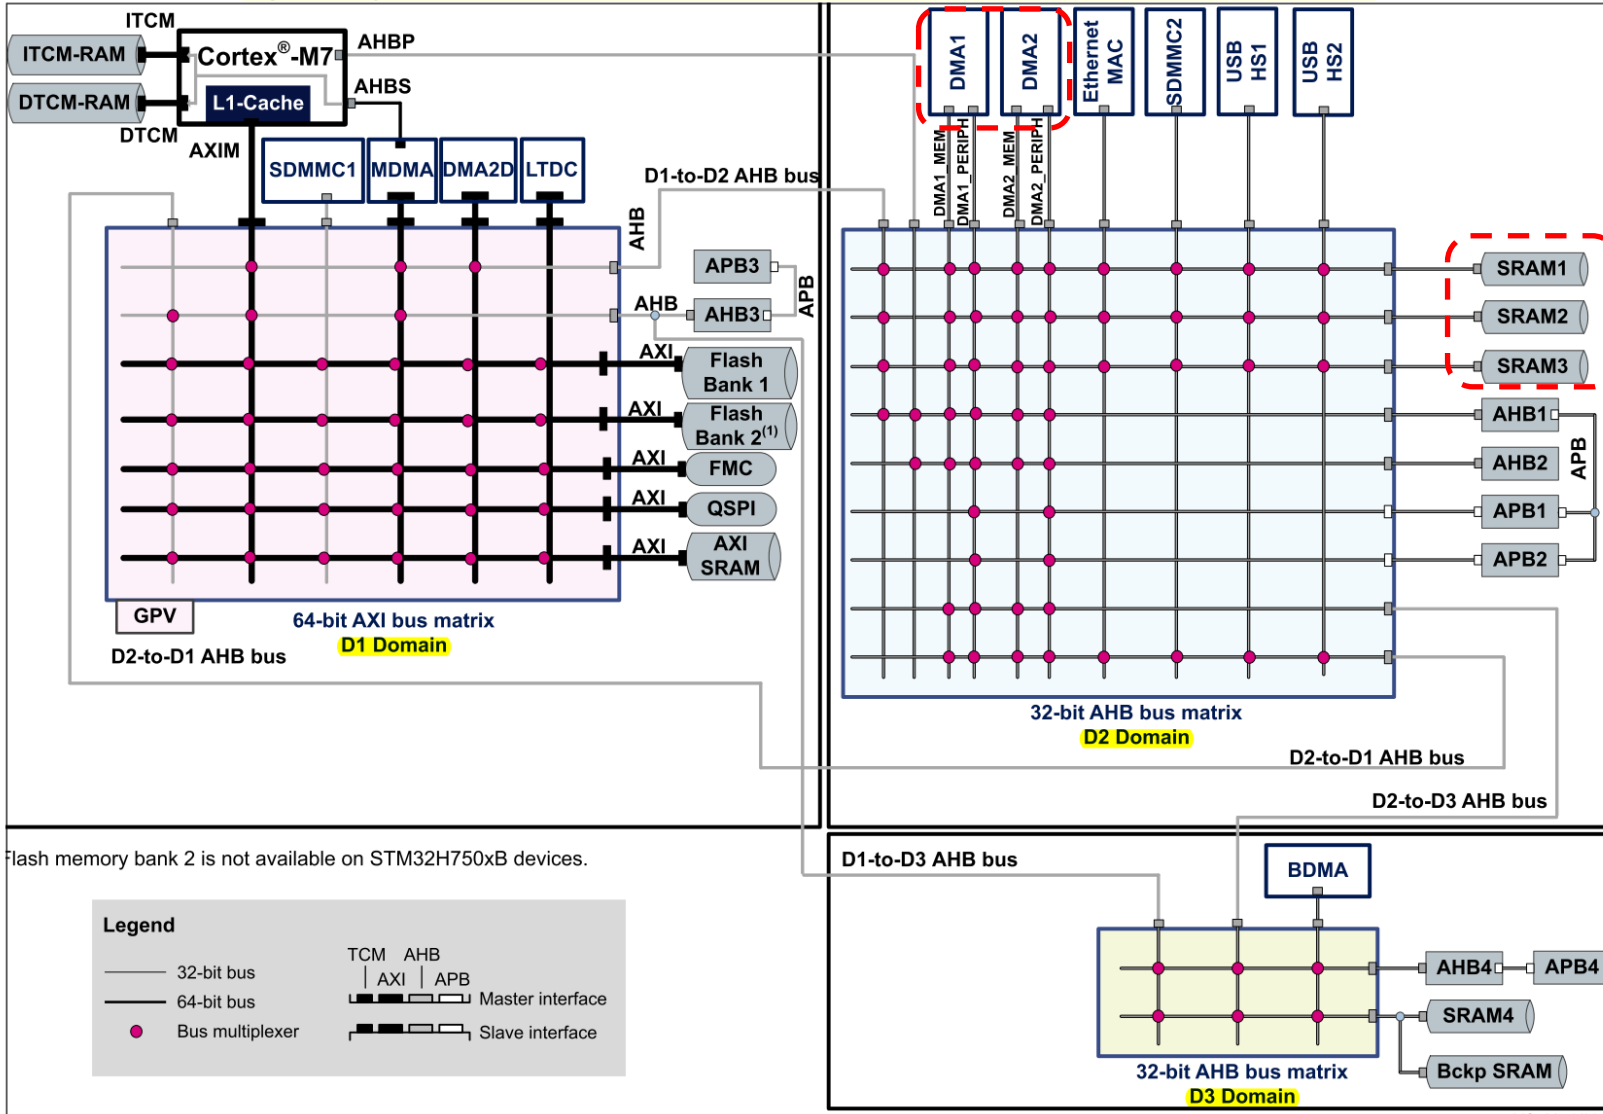 ITCM
ITCM-RAM
Cortex®-M7
AHBP
AHBS
DTCM-RAM
L1-Cache
DTCM
AXIM
SDMMC1
MDMA
DMA2D
LTDC
D1-to-D2 AHB bus
AHB
APB3
AHB
AHB3
APB
AXI
Flash
Bank 1
AXI
Flash
Bank 2(1)
AXI
FMC
AXI
QSPI
AXI
AXI
SRAM
GPV
64-bit AXI bus matrix
D1 Domain
D2-to-D1 AHB bus
DMA1
DMA2
Ethernet
MAC
SDMMC2
USB
HS1
USB
HS2
DMA1_MEM
DMA1_PERIPH
DMA2_MEM
DMA2_PERIPH
SRAM1
SRAM2
SRAM3
AHB1
AHB2
APB
APB1
APB2
32-bit AHB bus matrix
D2 Domain
D2-to-D1 AHB bus
D2-to-D3 AHB bus
Flash memory bank 2 is not available on STM32H750xB devices.
D1-to-D3 AHB bus
BDMA
AHB4
APB4
SRAM4
Bckp SRAM
32-bit AHB bus matrix
D3 Domain
Legend
32-bit bus
64-bit bus
Bus multiplexer
TCM AHB
AXI APB
Master interface
Slave interface